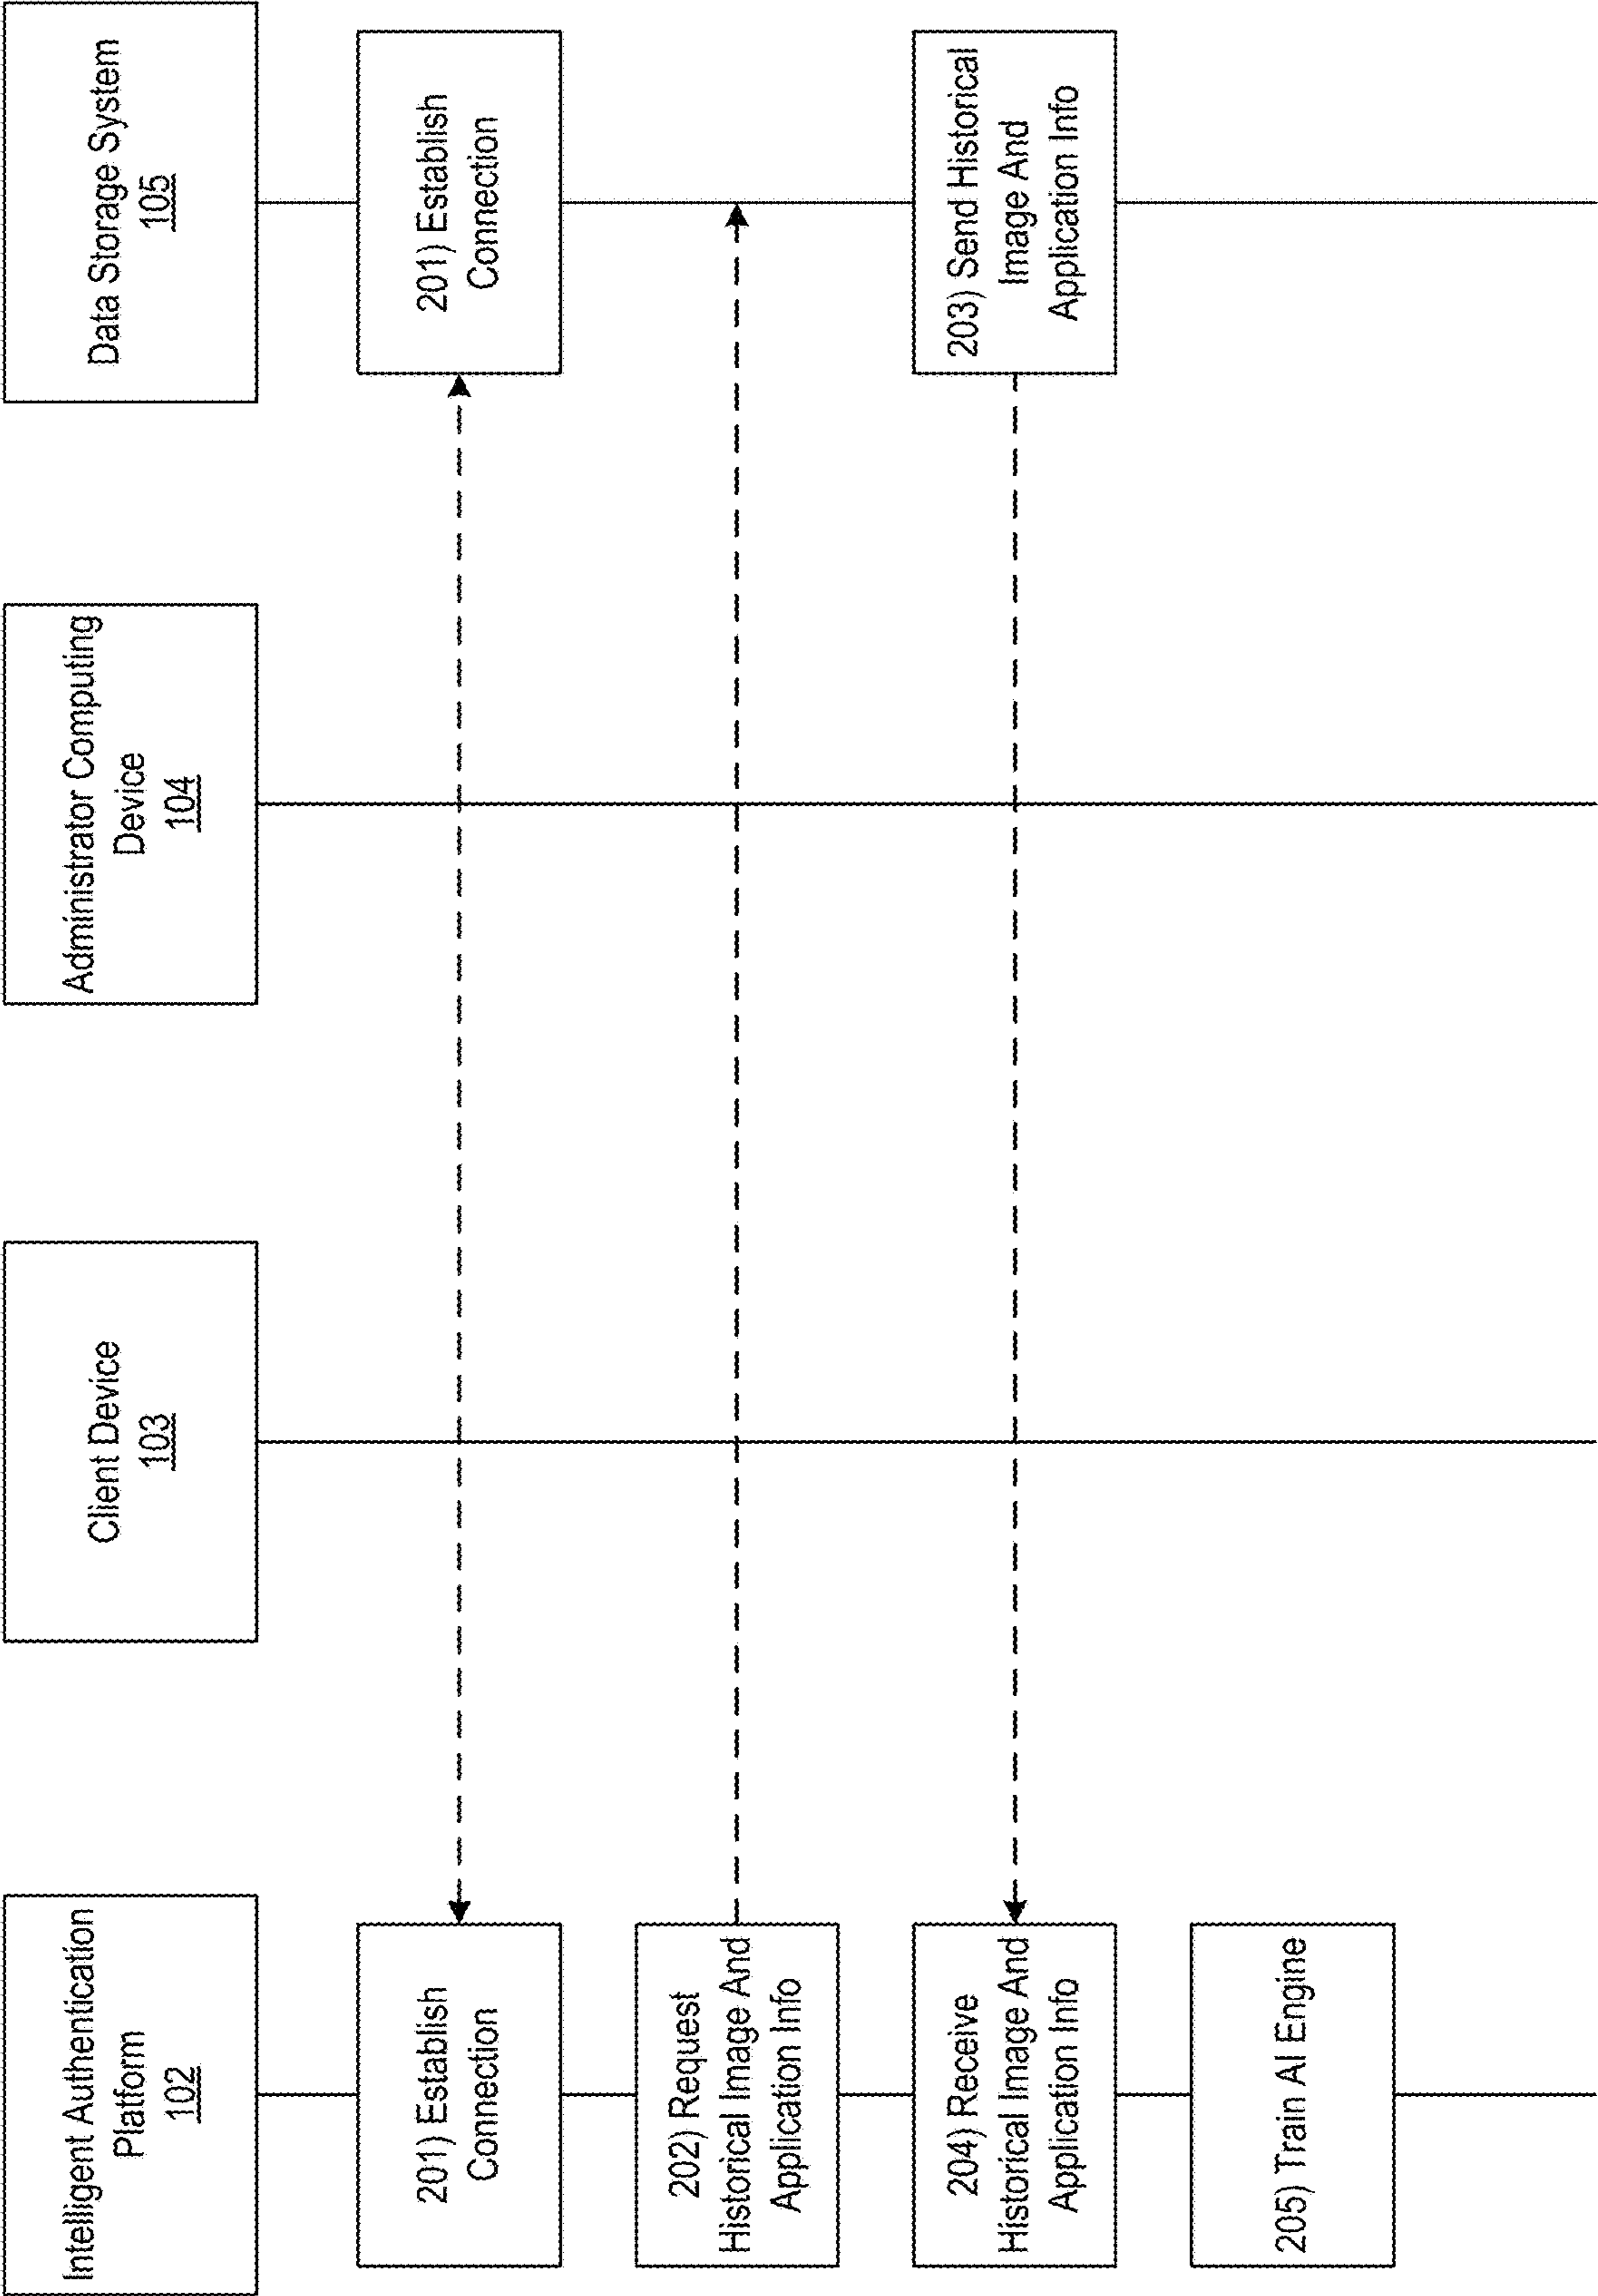 Intelligent Authentication
Platform
102
Client Device
103
Administrator Computing
Device
104
Data Storage System
105
201) Establish
Connection
201) Establish
Connection
202) Request
Historical Image And
Application Info
204) Receive
Historical Image And
Application Info
203) Send Historical
Image And
Application Info
205) Train AI Engine